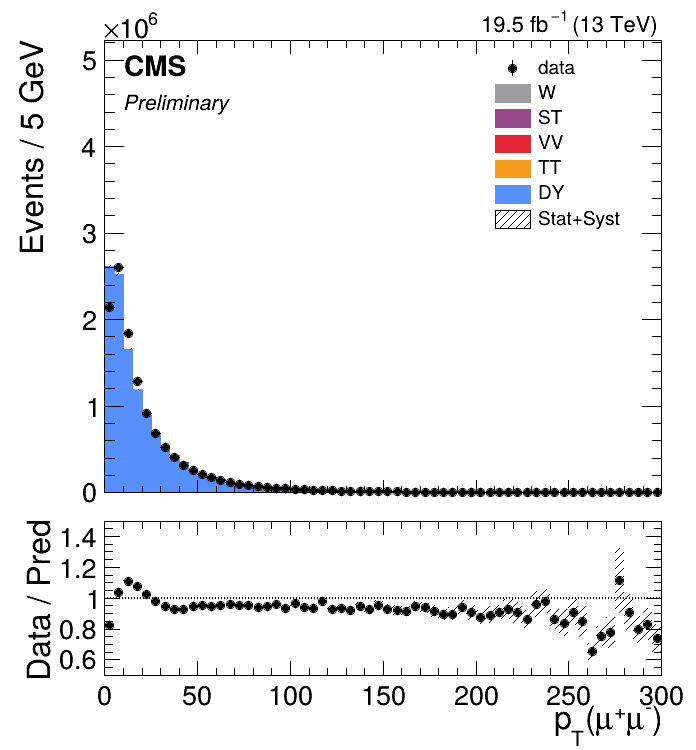 ×10⁶
19.5 fb⁻¹ (13 TeV)
CMS
Preliminary
data
W
ST
VV
TT
DY
Stat+Syst
Events / 5 GeV
5
4
3
2
1
0
Data / Pred
1.4
1.2
1
0.8
0.6
0 50 100 150 200 250 300
p_T(μ⁺μ⁻)